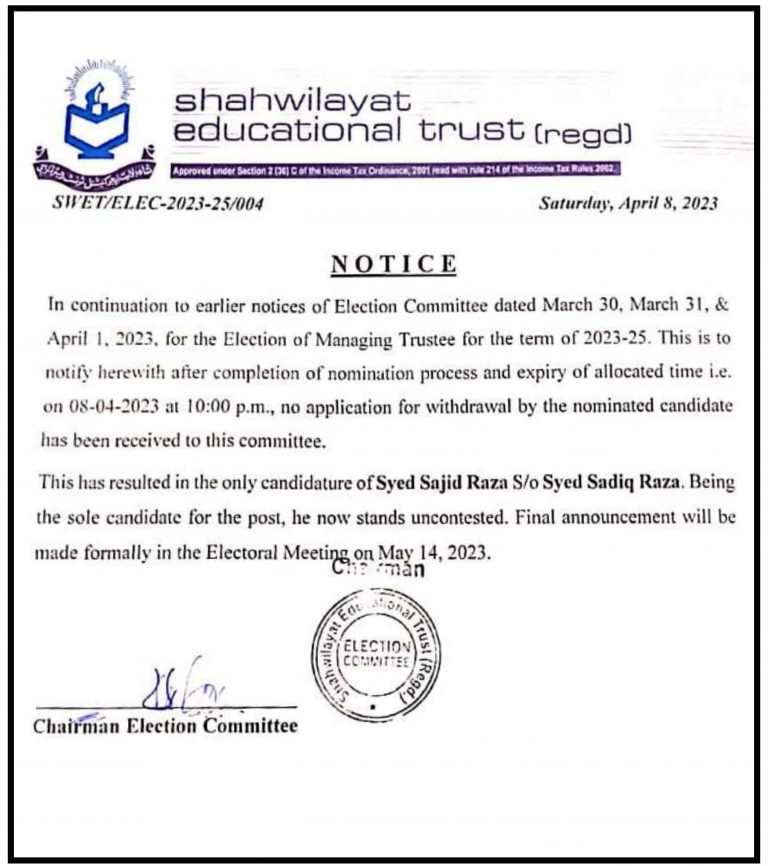 shahwilayat
educational trust (regd)
Approved under Section 2 (36) C of the Income Tax Ordinance, 2001 read with rule 214 of the Income Tax Rules 2002.
SWET/ELEC-2023-25/004
Saturday, April 8, 2023
NOTICE
In continuation to earlier notices of Election Committee dated March 30, March 31, &
April 1, 2023, for the Election of Managing Trustee for the term of 2023-25. This is to
notify herewith after completion of nomination process and expiry of allocated time i.e.
on 08-04-2023 at 10:00 p.m., no application for withdrawal by the nominated candidate
has been received to this committee.
This has resulted in the only candidature of Syed Sajid Raza S/o Syed Sadiq Raza. Being
the sole candidate for the post, he now stands uncontested. Final announcement will be
made formally in the Electoral Meeting on May 14, 2023.
Chairman
Shahwilayat Educational Trust (Regd.)
ELECTION
COMMITTEE
Chairman Election Committee